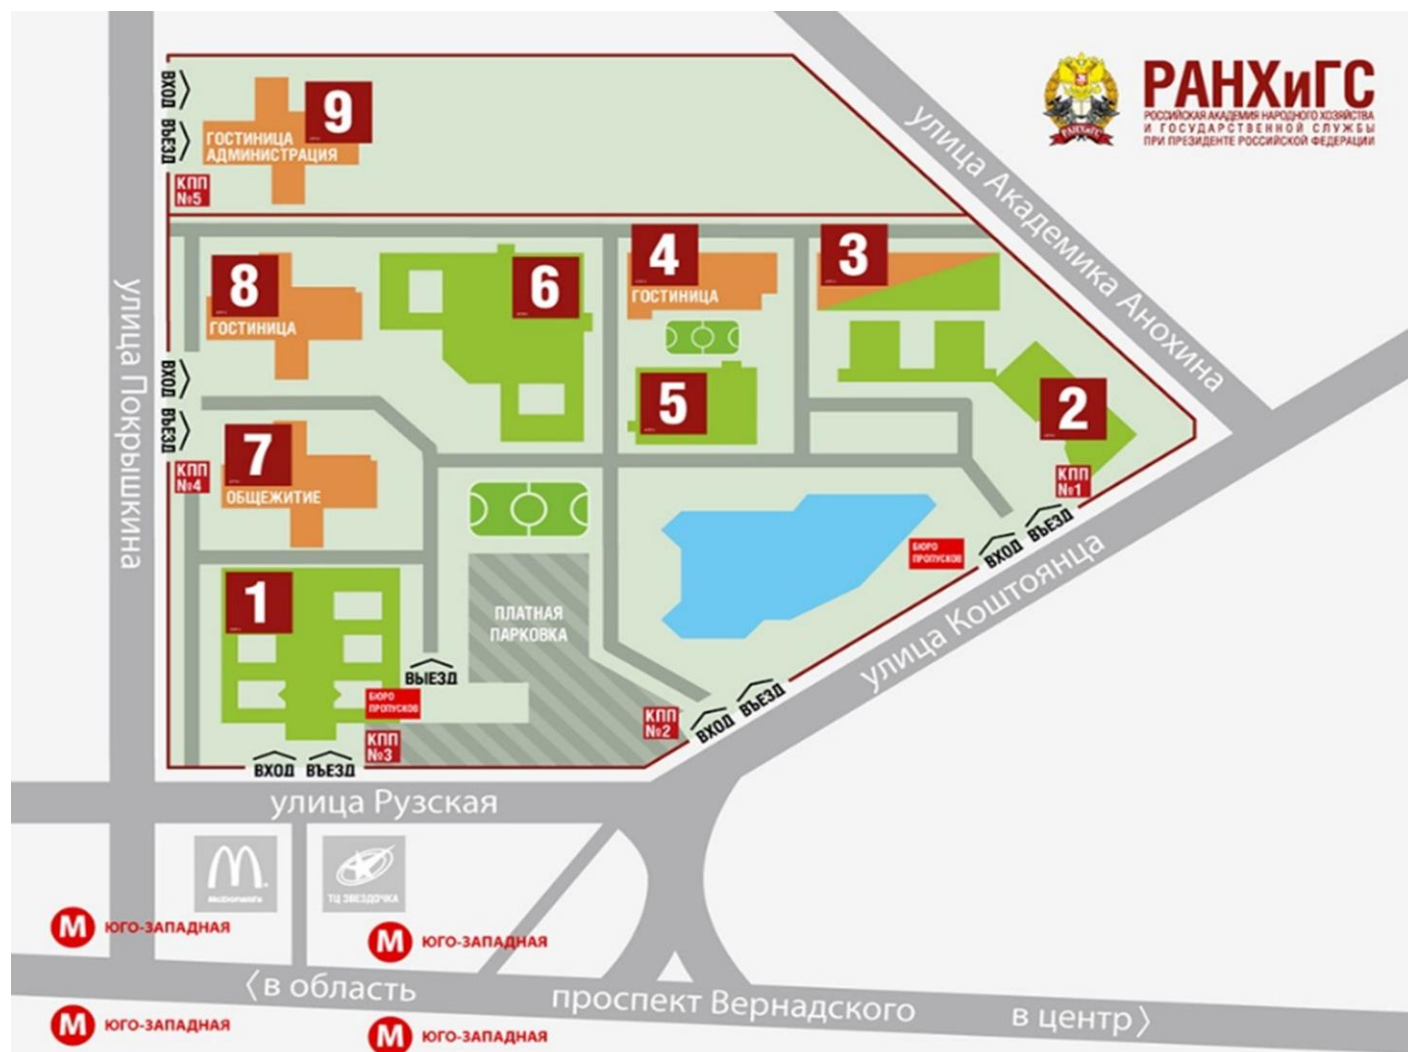 РАНХиГС
РОССИЙСКАЯ АКАДЕМИЯ НАРОДНОГО ХОЗЯЙСТВА
И ГОСУДАРСТВЕННОЙ СЛУЖБЫ
ПРИ ПРЕЗИДЕНТЕ РОССИЙСКОЙ ФЕДЕРАЦИИ
РАНХиГС
ВХОД
ВЪЕЗД
9
ГОСТИНИЦА
АДМИНИСТРАЦИЯ
КПП
№5
улица Академика Анохина
8
ГОСТИНИЦА
6
4
ГОСТИНИЦА
3
улица Покрышкина
ВХОД
ВЪЕЗД
КПП
№4
7
ОБЩЕЖИТИЕ
5
2
КПП
№1
ВХОД
ВЪЕЗД
БЮРО
ПРОПУСКОВ
улица Коштоянца
1
ПЛАТНАЯ
ПАРКОВКА
ВЫЕЗД
БЮРО
ПРОПУСКОВ
КПП
№3
КПП
№2
ВХОД
ВЪЕЗД
ВХОД
ВЪЕЗД
улица Рузская
McDonald's
ТЦ ЗВЕЗДОЧКА
М ЮГО-ЗАПАДНАЯ
М ЮГО-ЗАПАДНАЯ
〈в область
проспект Вернадского
в центр〉
М ЮГО-ЗАПАДНАЯ
М ЮГО-ЗАПАДНАЯ